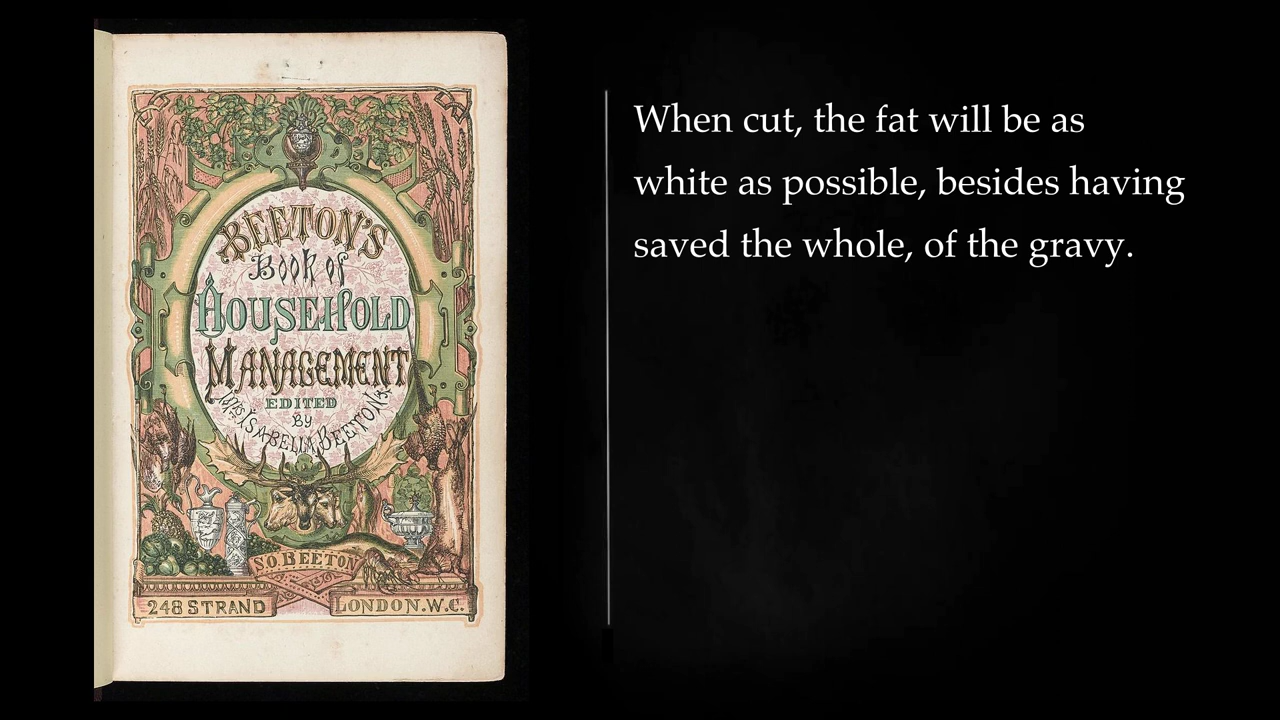 BEETON'S
Book of
HOUSEHOLD
MANAGEMENT
EDITED
BY
MRS ISABELLA BEETON
S.O. BEETON
248 STRAND
LONDON. W.C.
When cut, the fat will be as
white as possible, besides having
saved the whole, of the gravy.